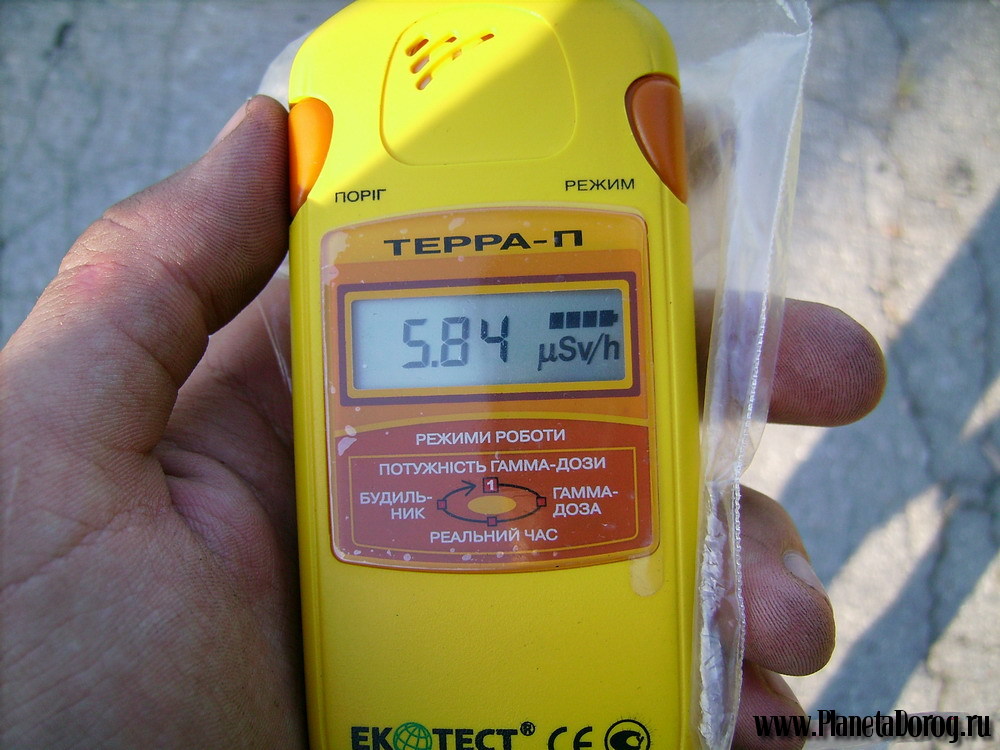 ПОРІГ РЕЖИМ
ТЕРРА-П
5.84 µSv/h
РЕЖИМИ РОБОТИ
ПОТУЖНІСТЬ ГАММА-ДОЗИ
1
БУДИЛЬ-
НИК
ГАММА-
ДОЗА
РЕАЛЬНИЙ ЧАС
ЕКОТЕСТ® CE
www.PlanetaDorog.ru